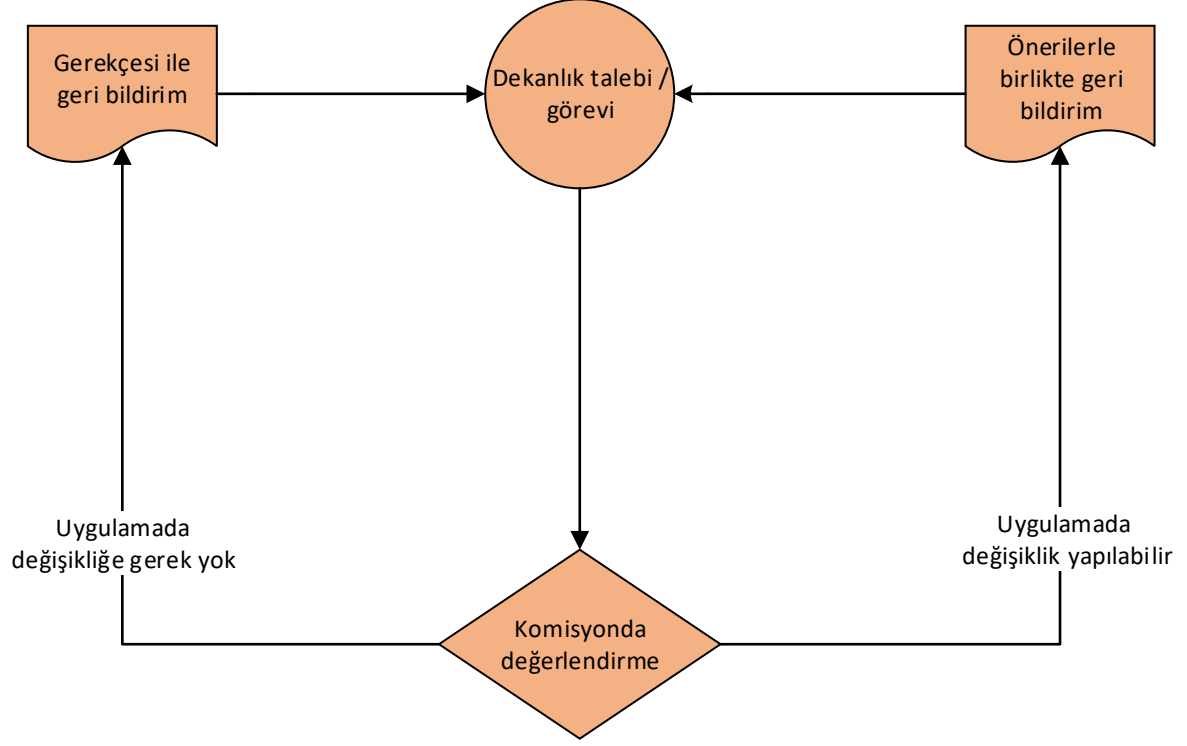 Gerekçesi ile
geri bildirim
Dekanlık talebi /
görevi
Önerilerle
birlikte geri
bildirim
Uygulamada
değişikliğe gerek yok
Uygulamada
değişiklik yapılabilir
Komisyonda
değerlendirme